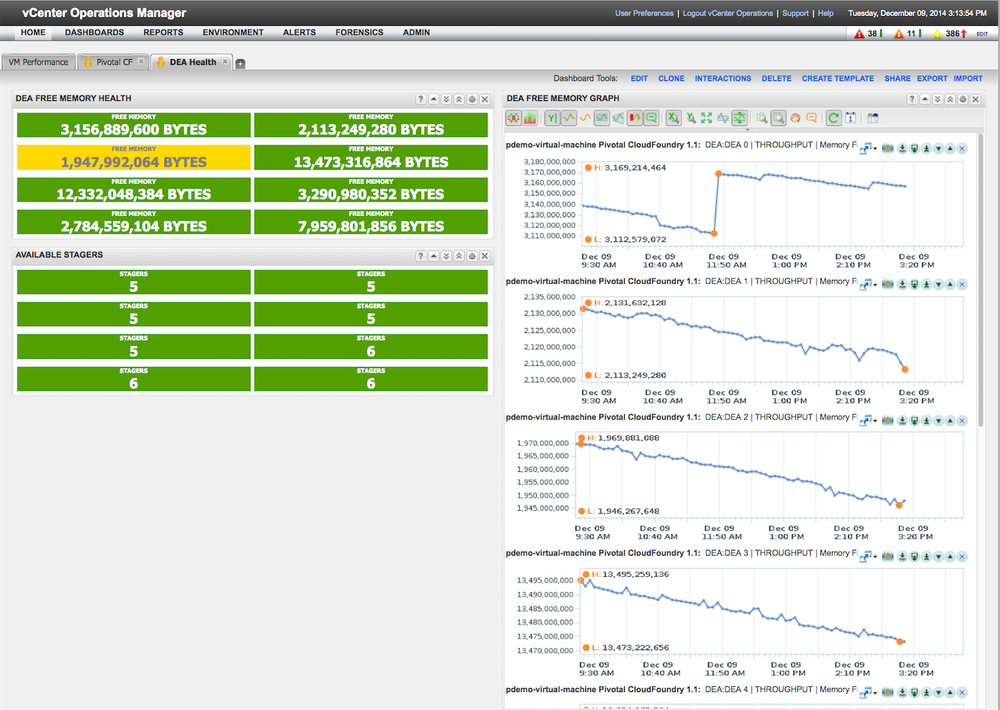 vCenter Operations Manager
User Preferences | Logout vCenter Operations | Support | Help Tuesday, December 09, 2014 3:13:54 PM
HOME DASHBOARDS REPORTS ENVIRONMENT ALERTS FORENSICS ADMIN
38 11 386 EDIT
VM Performance Pivotal CF DEA Health
Dashboard Tools: EDIT CLONE INTERACTIONS DELETE CREATE TEMPLATE SHARE EXPORT IMPORT
DEA FREE MEMORY HEALTH
FREE MEMORY
3,156,889,600 BYTES
FREE MEMORY
2,113,249,280 BYTES
FREE MEMORY
1,947,992,064 BYTES
FREE MEMORY
13,473,316,864 BYTES
FREE MEMORY
12,332,048,384 BYTES
FREE MEMORY
3,290,980,352 BYTES
FREE MEMORY
2,784,559,104 BYTES
FREE MEMORY
7,959,801,856 BYTES
AVAILABLE STAGERS
STAGERS
5
STAGERS
5
STAGERS
5
STAGERS
5
STAGERS
5
STAGERS
6
STAGERS
6
STAGERS
6
DEA FREE MEMORY GRAPH
pdemo-virtual-machine Pivotal CloudFoundry 1.1: DEA:DEA 0 | THROUGHPUT | Memory F
3,180,000,000
3,170,000,000
3,160,000,000
3,150,000,000
3,140,000,000
3,130,000,000
3,120,000,000
3,110,000,000
H: 3,169,214,464
L: 3,112,579,072
Dec 09 Dec 09 Dec 09 Dec 09 Dec 09 Dec 09
9:30 AM 10:40 AM 11:50 AM 1:00 PM 2:10 PM 3:20 PM
pdemo-virtual-machine Pivotal CloudFoundry 1.1: DEA:DEA 1 | THROUGHPUT | Memory F
2,135,000,000
2,130,000,000
2,125,000,000
2,120,000,000
2,115,000,000
2,110,000,000
H: 2,131,632,128
L: 2,113,249,280
Dec 09 Dec 09 Dec 09 Dec 09 Dec 09 Dec 09
9:30 AM 10:40 AM 11:50 AM 1:00 PM 2:10 PM 3:20 PM
pdemo-virtual-machine Pivotal CloudFoundry 1.1: DEA:DEA 2 | THROUGHPUT | Memory F
1,970,000,000
1,965,000,000
1,960,000,000
1,955,000,000
1,950,000,000
1,945,000,000
H: 1,969,881,088
L: 1,946,267,648
Dec 09 Dec 09 Dec 09 Dec 09 Dec 09 Dec 09
9:30 AM 10:40 AM 11:50 AM 1:00 PM 2:10 PM 3:20 PM
pdemo-virtual-machine Pivotal CloudFoundry 1.1: DEA:DEA 3 | THROUGHPUT | Memory F
13,495,000,000
13,490,000,000
13,485,000,000
13,480,000,000
13,475,000,000
13,470,000,000
H: 13,495,259,136
L: 13,473,222,656
Dec 09 Dec 09 Dec 09 Dec 09 Dec 09 Dec 09
9:30 AM 10:40 AM 11:50 AM 1:00 PM 2:10 PM 3:20 PM
pdemo-virtual-machine Pivotal CloudFoundry 1.1: DEA:DEA 4 | THROUGHPUT | Memory F